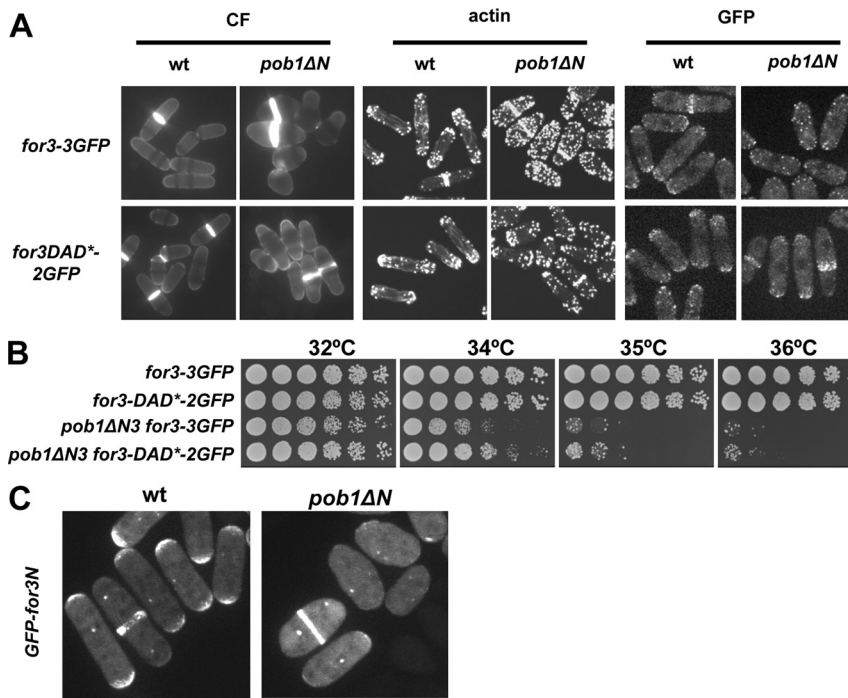 A
CF
actin
GFP
wt
pob1ΔN
wt
pob1ΔN
wt
pob1ΔN
for3-3GFP
for3DAD*-
2GFP
B
32ºC
34ºC
35ºC
36ºC
for3-3GFP
for3-DAD*-2GFP
pob1ΔN3 for3-3GFP
pob1ΔN3 for3-DAD*-2GFP
C
wt
pob1ΔN
GFP-for3N